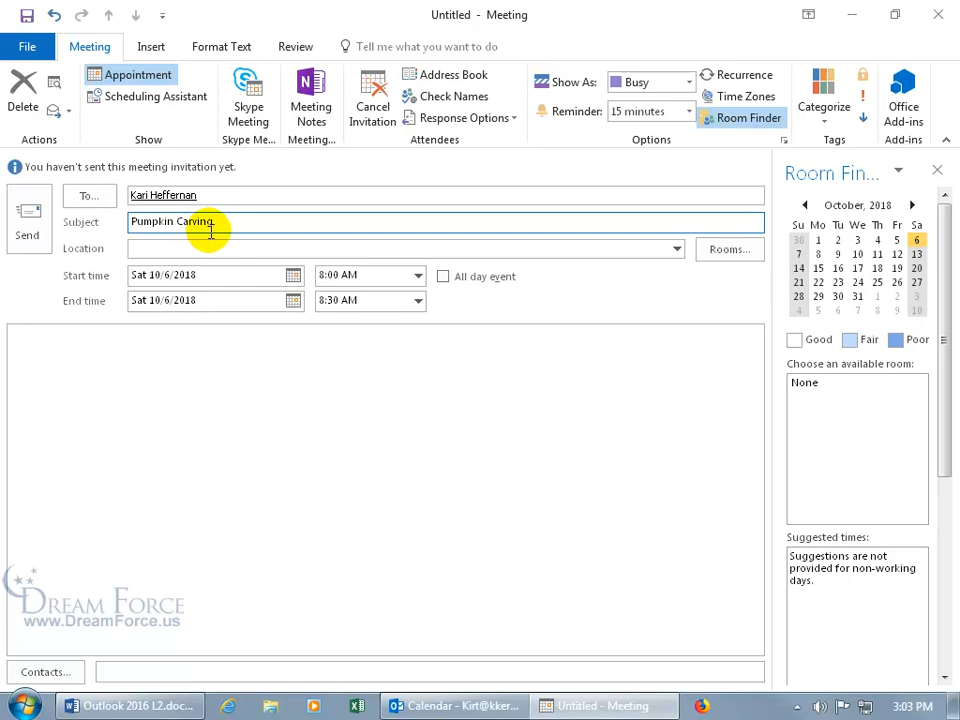 Untitled - Meeting
File
Meeting
Insert
Format Text
Review
Tell me what you want to do
Delete
Actions
Appointment
Scheduling Assistant
Show
Skype Meeting
Skype Me...
Meeting Notes
Meeting...
Cancel Invitation
Address Book
Check Names
Response Options
Attendees
Show As:
Busy
Reminder:
15 minutes
Recurrence
Time Zones
Room Finder
Options
Categorize
Tags
Office Add-ins
Add-ins
You haven't sent this meeting invitation yet.
Send
To...
Kari Heffernan
Subject
Pumpkin Carving
Location
Rooms...
Start time
Sat 10/6/2018
8:00 AM
All day event
End time
Sat 10/6/2018
8:30 AM
Room Fin...
October, 2018
Su Mo Tu We Th Fr Sa
30 1 2 3 4 5 6
7 8 9 10 11 12 13
14 15 16 17 18 19 20
21 22 23 24 25 26 27
28 29 30 31 1 2 3
4 5 6 7 8 9 10
Good
Fair
Poor
Choose an available room:
None
Suggested times:
Suggestions are not
provided for non-working
days.
DREAM FORCE
www.DreamForce.us
Contacts...
Outlook 2016 L2.doc...
Calendar - Kirt@kker...
Untitled - Meeting
3:03 PM